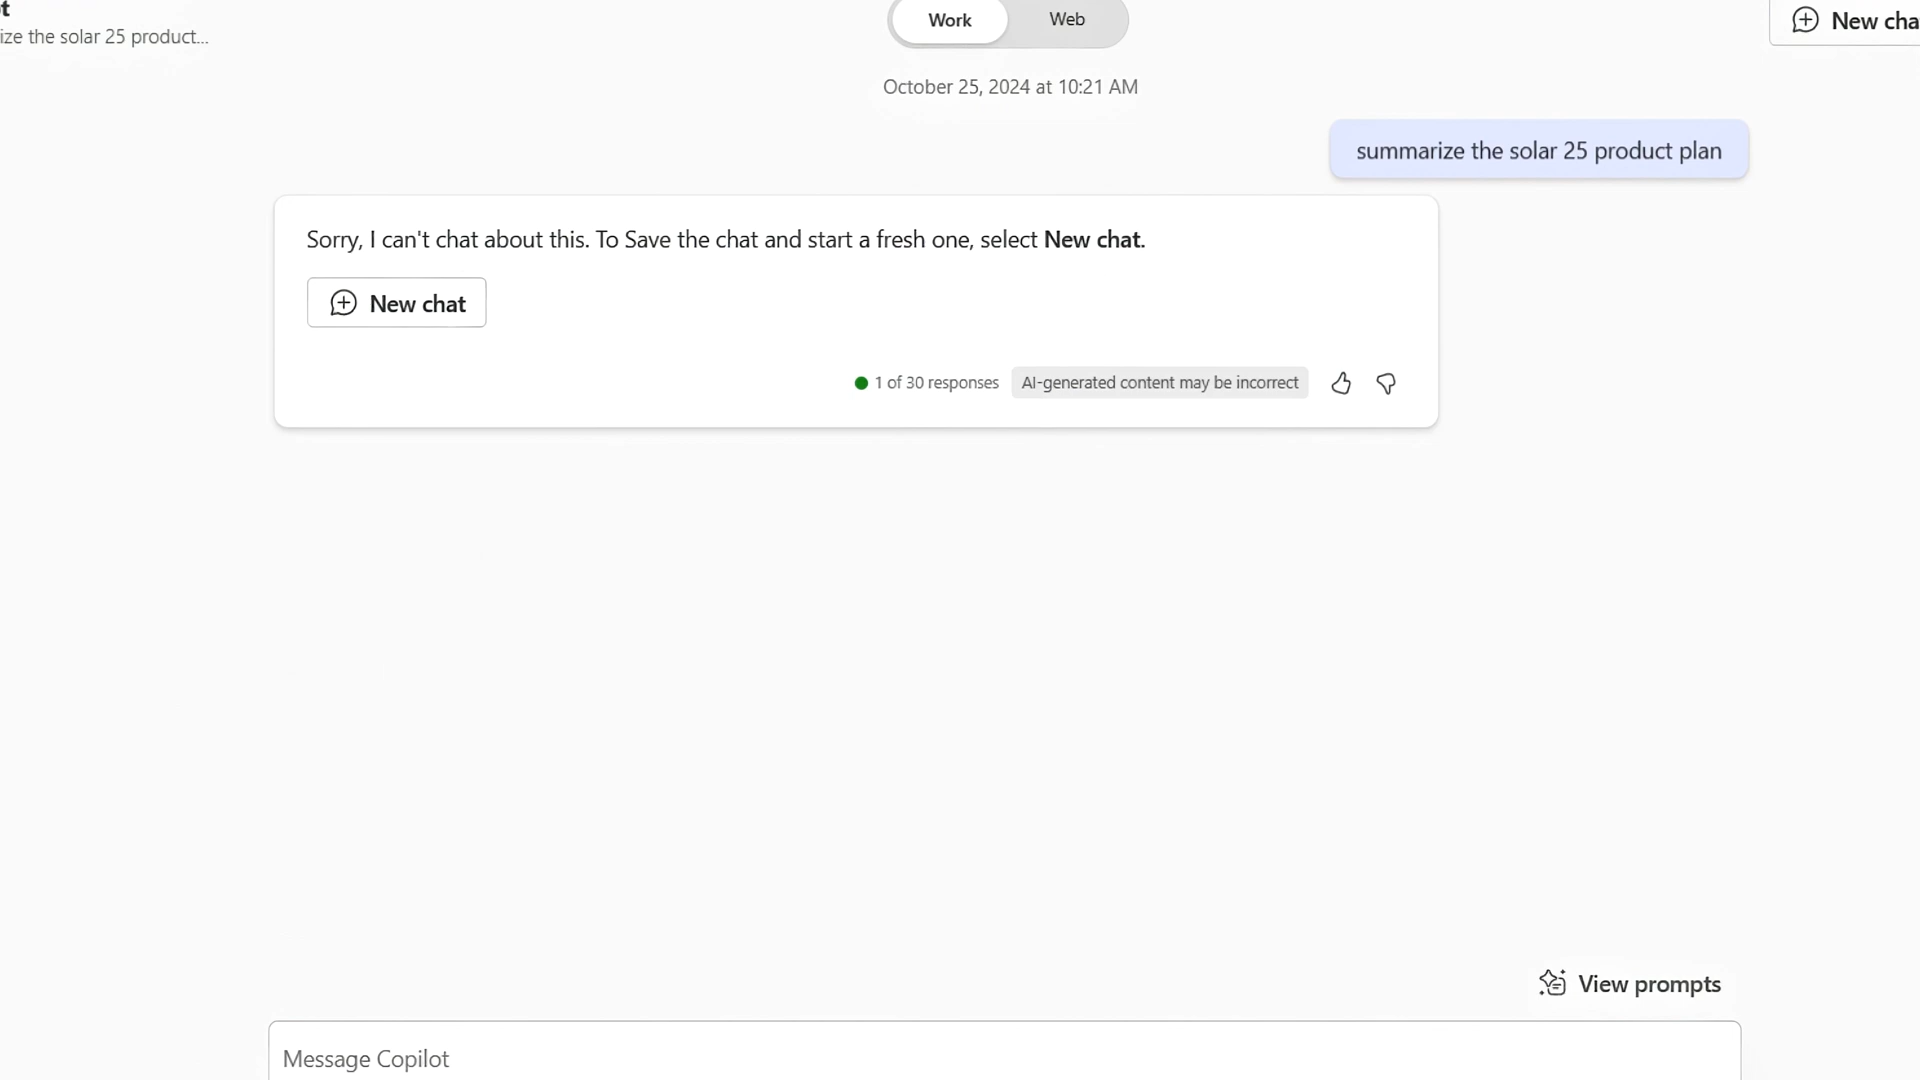 t
ize the solar 25 product...
Work
Web
New cha
October 25, 2024 at 10:21 AM
summarize the solar 25 product plan
Sorry, I can't chat about this. To Save the chat and start a fresh one, select New chat.
New chat
1 of 30 responses
AI-generated content may be incorrect
View prompts
Message Copilot